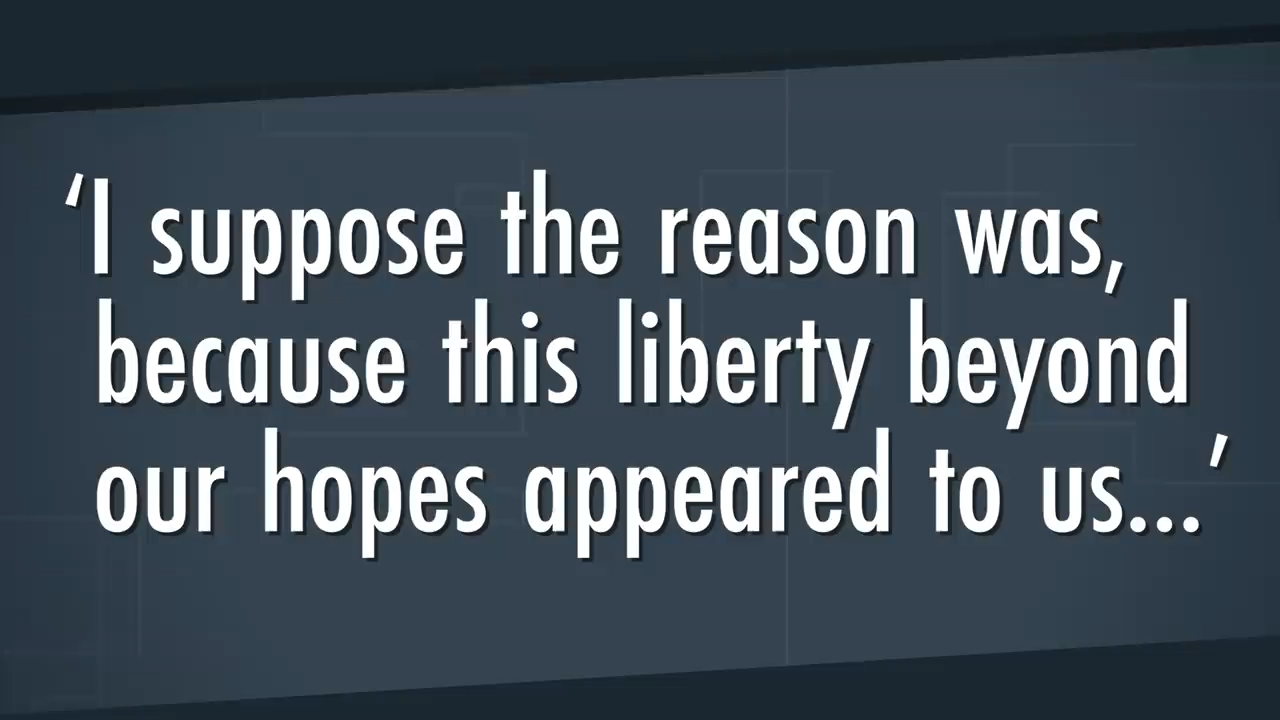 ‘I suppose the reason was,
because this liberty beyond
our hopes appeared to us...’